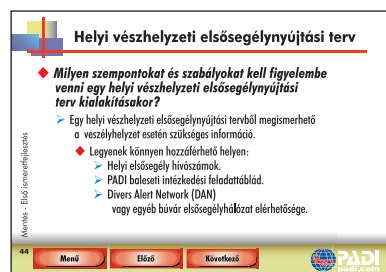 Helyi vészhelyzeti elsősegélynyújtási terv
Milyen szempontokat és szabályokat kell figyelembe
venni egy helyi vészhelyzeti elsősegélynyújtási
terv kialakításakor?
Egy helyi vészhelyzeti elsősegélynyújtási tervből megismerhető
a veszélyhelyzet esetén szükséges információ.
Legyenek könnyen hozzáférhető helyen:
Helyi elsősegély hívószámok.
PADI baleseti intézkedési feladattáblád.
Divers Alert Network (DAN)
vagy egyéb búvár elsősegélyhálózat elérhetősége.
Mentés - Első ismeretfejlesztés
44
Menü
Előző
Következő
PADI
padi.com